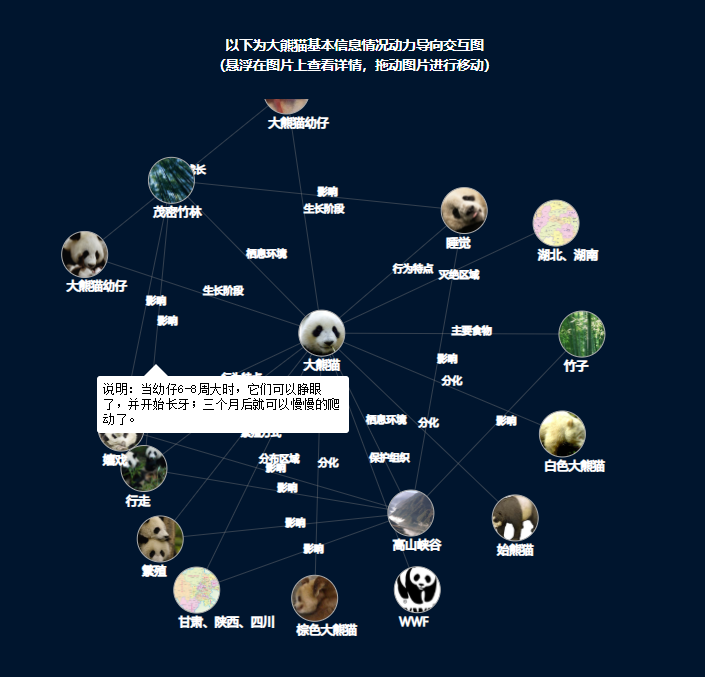 以下为大熊猫基本信息情况动力导向交互图
(悬浮在图片上查看详情，拖动图片进行移动)
大熊猫幼仔
长
茂密竹林
影响
生长阶段
睡觉
湖北、湖南
栖息环境
行为特点
灭绝区域
大熊猫幼仔
生长阶段
影响
影响
主要食物
大熊猫
影响
竹子
分化
说明：当幼仔6-8周大时，它们可以睁眼
了，并开始长牙；三个月后就可以慢慢的爬
动了。
栖息环境
分化
影响
嬉戏
分布区域
影响
分化
保护组织
白色大熊猫
行走
影响
高山峡谷
始熊猫
影响
繁殖
影响
甘肃、陕西、四川
棕色大熊猫
WWF